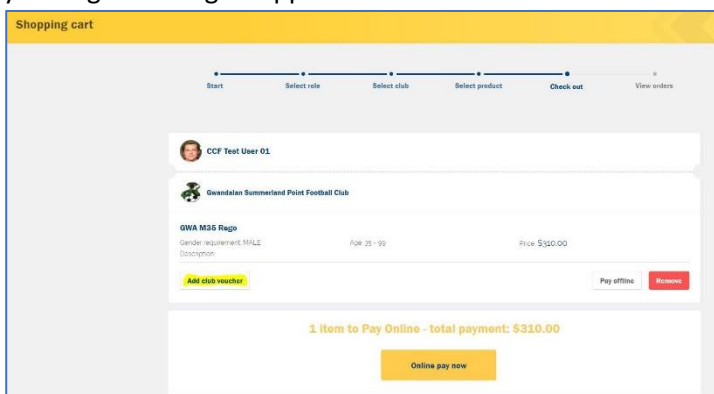 Shopping cart
Start Select role Select club Select product Check out View orders
CCF Test User 01
Gwandalan Summerland Point Football Club
GWA M35 Rego
Gender requirement: MALE Age: 35 - 99 Price: $310.00
Description:
Add club voucher Pay offline Remove
1 item to Pay Online - total payment: $310.00
Online pay now